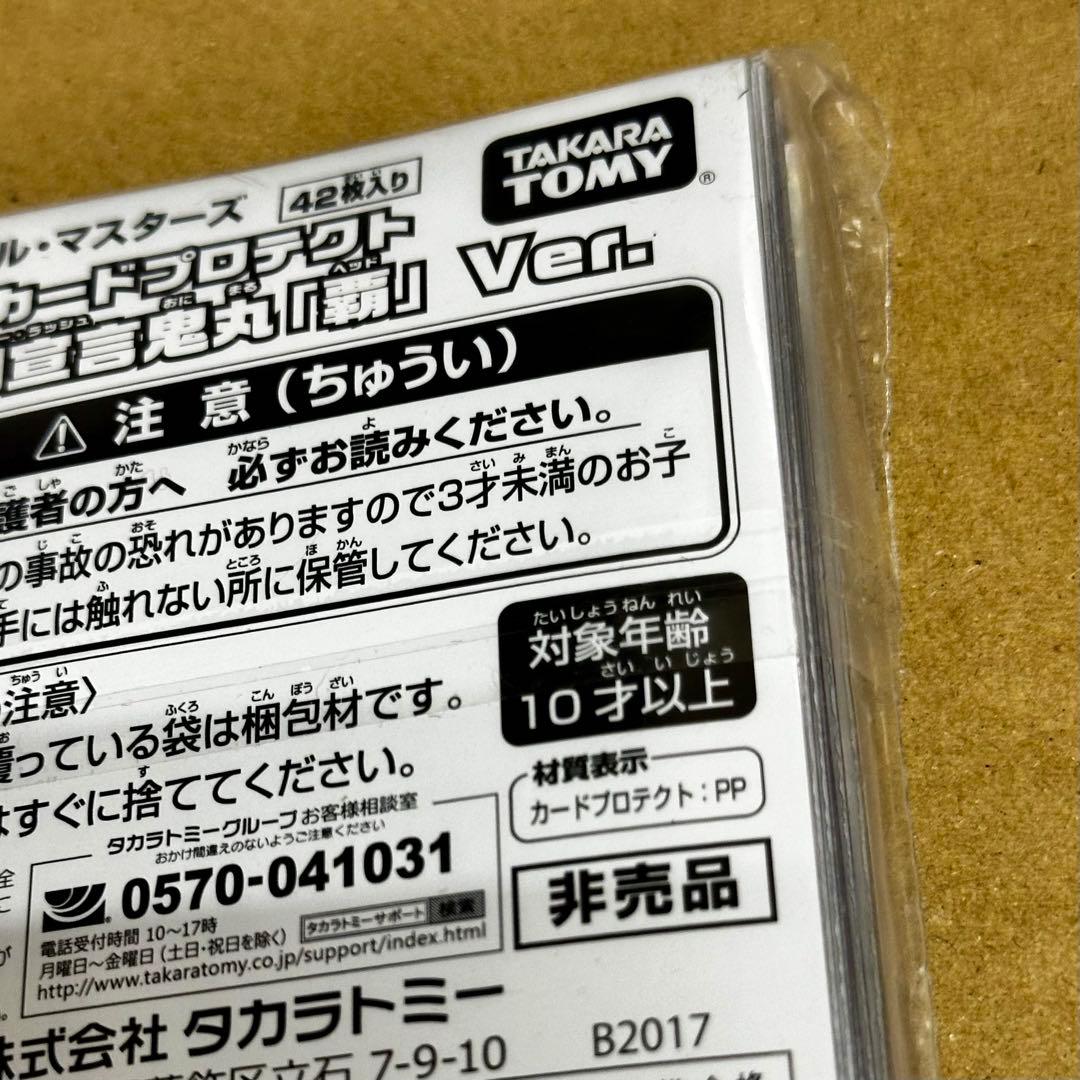 TAKARA
TOMY®
ル・マスターズ 42枚入り
カードプロテクト
宣言鬼丸「覇」 Ver.
⚠ 注意（ちゅうい）
護者の方へ 必ずお読みください。
の事故の恐れがありますので3才未満のお子
手には触れない所に保管してください。
対象年齢
10才以上
注意〉
覆っている袋は梱包材です。
はすぐに捨ててください。
材質表示
カードプロテクト：PP
非売品
タカラトミーグループ お客様相談室
おかけ間違えのないようご注意ください
0570-041031
電話受付時間 10〜17時
月曜日〜金曜日（土日・祝日を除く）
タカラトミーサポート 検索
http://www.takaratomy.co.jp/support/index.html
株式会社 タカラトミー
葛飾区立石 7-9-10
B2017